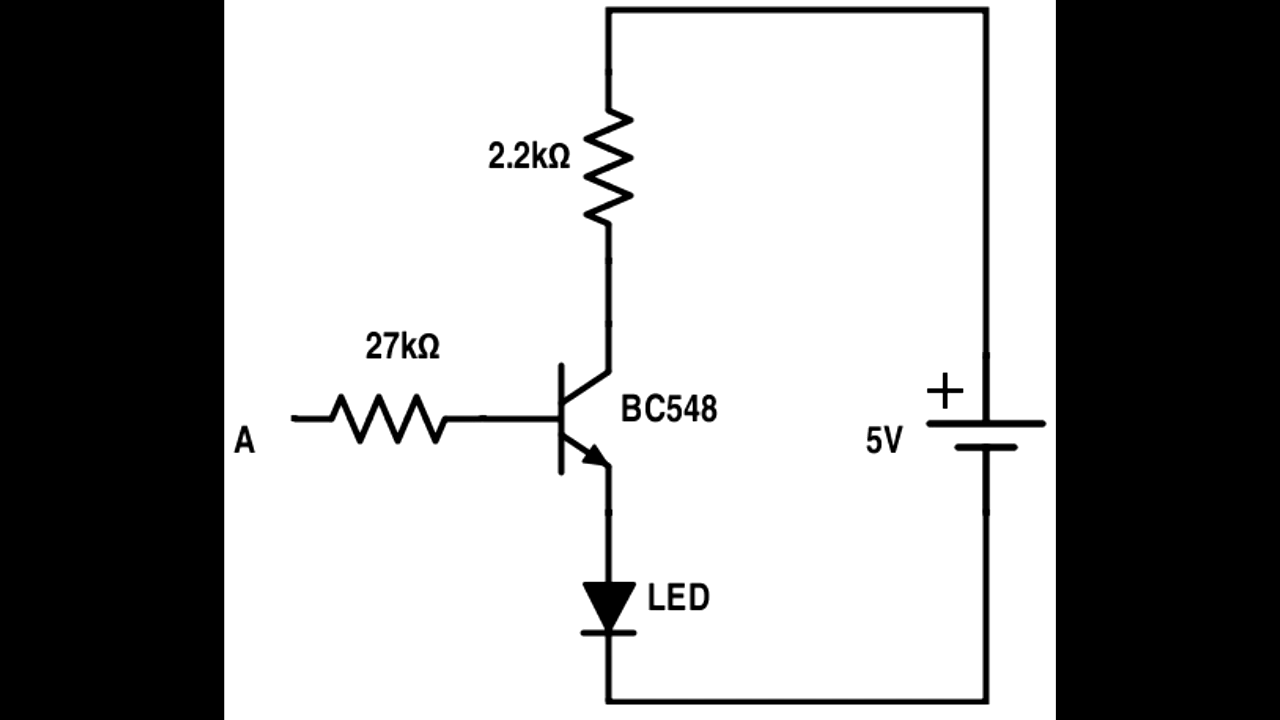 2.2kΩ
27kΩ
BC548
A
+
5V
LED